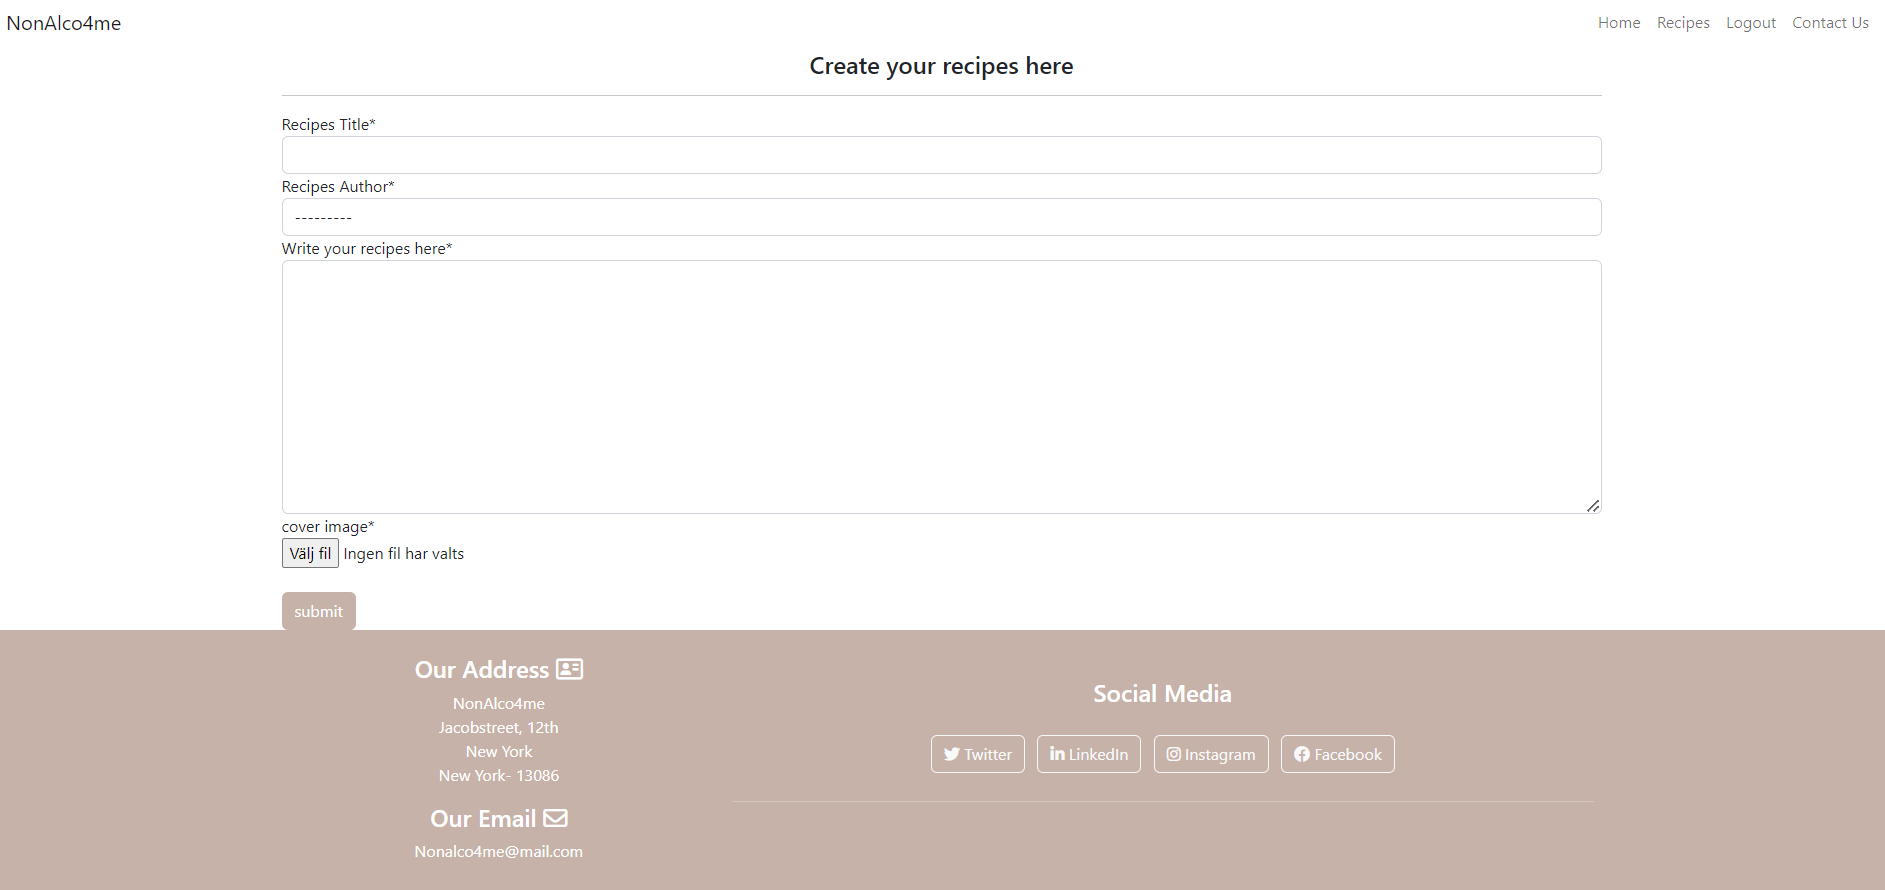 NonAlco4me
Home Recipes Logout Contact Us
Create your recipes here
Recipes Title*
Recipes Author*
---------
Write your recipes here*
cover image*
Välj fil Ingen fil har valts
submit
Our Address
NonAlco4me
Jacobstreet, 12th
New York
New York- 13086
Our Email
Nonalco4me@mail.com
Social Media
Twitter LinkedIn Instagram Facebook